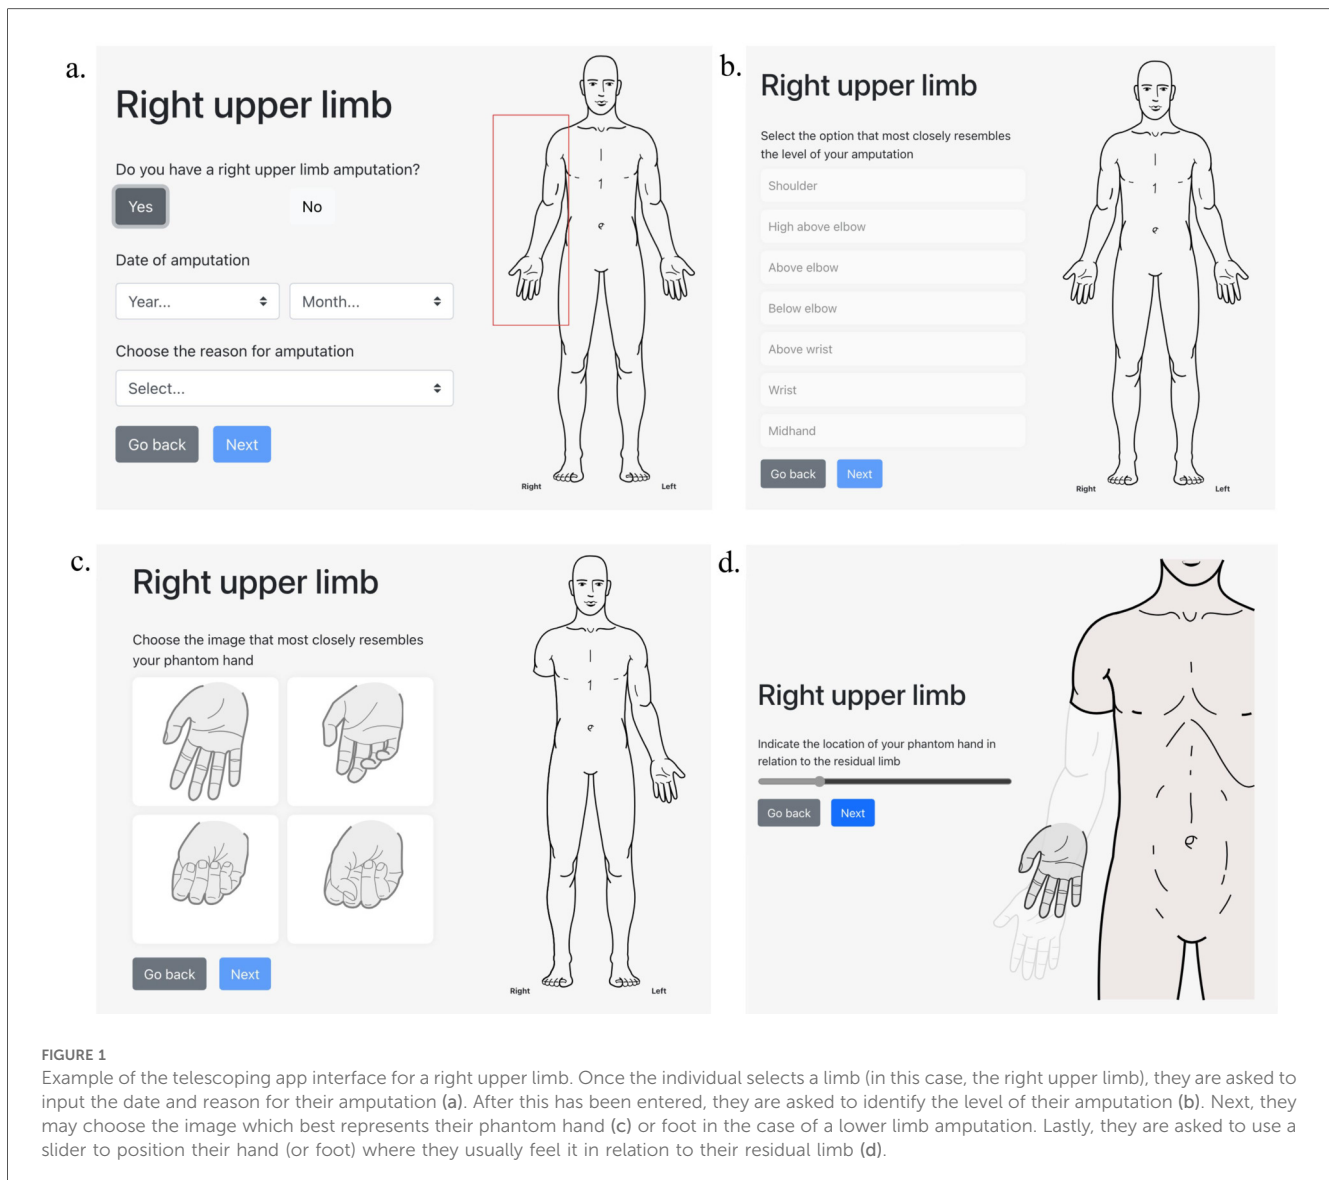 a.
Right upper limb
Do you have a right upper limb amputation?
Yes
No
Date of amputation
Year...
Month...
Choose the reason for amputation
Select...
Go back
Next
Right
Left
b.
Right upper limb
Select the option that most closely resembles
the level of your amputation
Shoulder
High above elbow
Above elbow
Below elbow
Above wrist
Wrist
Midhand
Go back
Next
Right
Left
c.
Right upper limb
Choose the image that most closely resembles
your phantom hand
Go back
Next
Right
Left
d.
Right upper limb
Indicate the location of your phantom hand in
relation to the residual limb
Go back
Next
FIGURE 1
Example of the telescoping app interface for a right upper limb. Once the individual selects a limb (in this case, the right upper limb), they are asked to
input the date and reason for their amputation (a). After this has been entered, they are asked to identify the level of their amputation (b). Next, they
may choose the image which best represents their phantom hand (c) or foot in the case of a lower limb amputation. Lastly, they are asked to use a
slider to position their hand (or foot) where they usually feel it in relation to their residual limb (d).